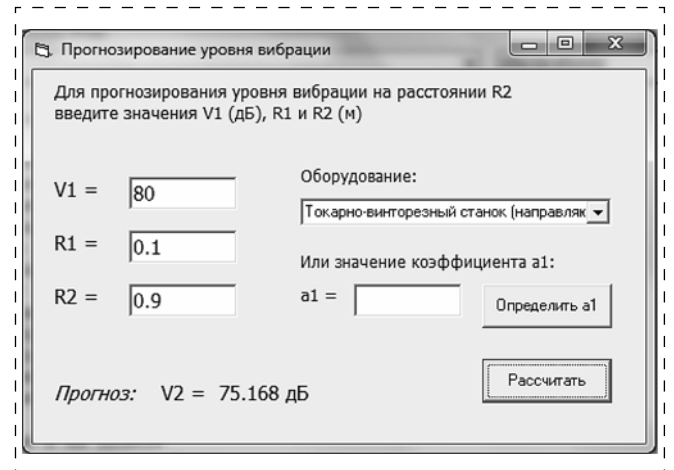 Прогнозирование уровня вибрации
Для прогнозирования уровня вибрации на расстоянии R2
введите значения V1 (дБ), R1 и R2 (м)
V1 = 80
R1 = 0.1
R2 = 0.9
Оборудование:
Токарно-винторезный станок (направляк
Или значение коэффициента a1:
a1 =
Определить a1
Рассчитать
Прогноз: V2 = 75.168 дБ